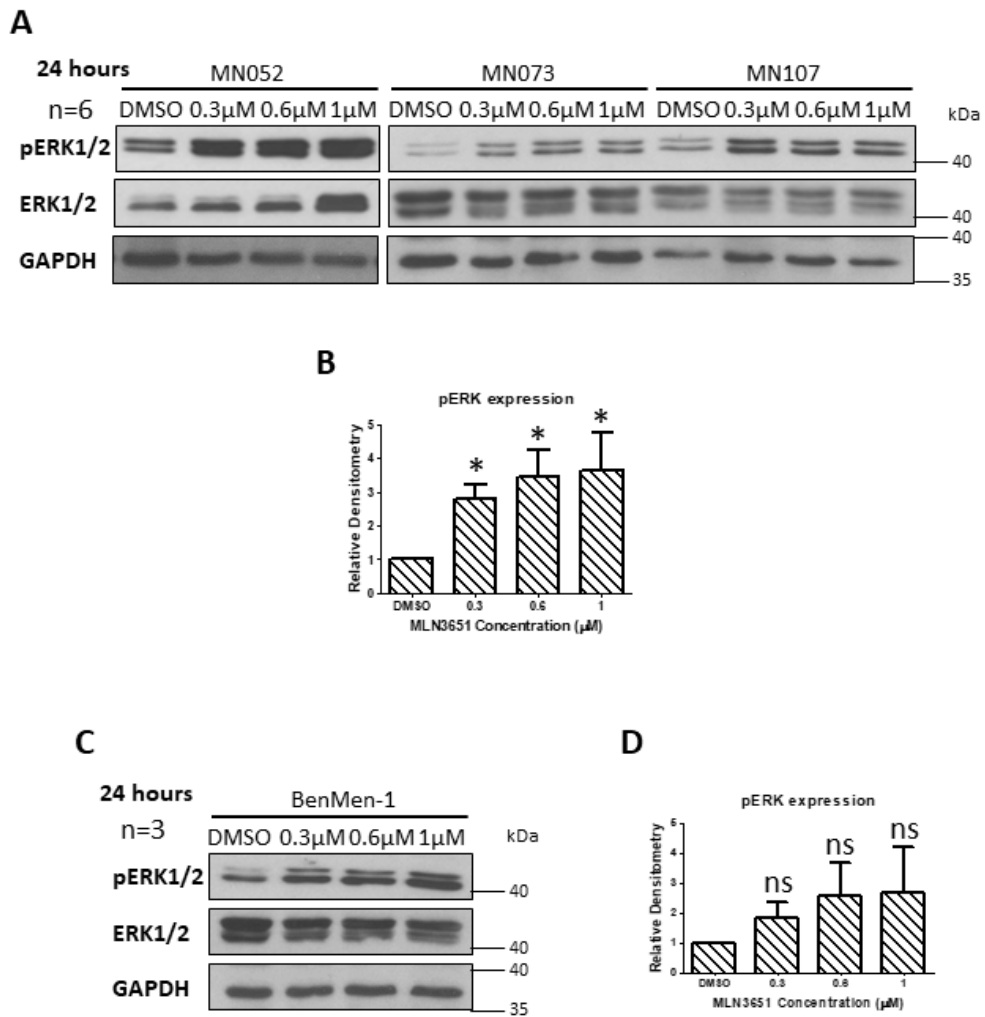 A
24 hours MN052 MN073 MN107
n=6 DMSO 0.3µM 0.6µM 1µM DMSO 0.3µM 0.6µM 1µM DMSO 0.3µM 0.6µM 1µM kDa
pERK1/2 40
ERK1/2 40
40
GAPDH
35
B
pERK expression
5
* * *
4
3
2
1
0
Relative Densitometry
DMSO 0.3 0.6 1
MLN3651 Concentration (µM)
C
24 hours BenMen-1
n=3 DMSO 0.3µM 0.6µM 1µM kDa
pERK1/2 40
ERK1/2 40
40
GAPDH
35
D
pERK expression
5
ns ns ns
4
3
2
1
0
Relative Densitometry
DMSO 0.3 0.6 1
MLN3651 Concentration (µM)